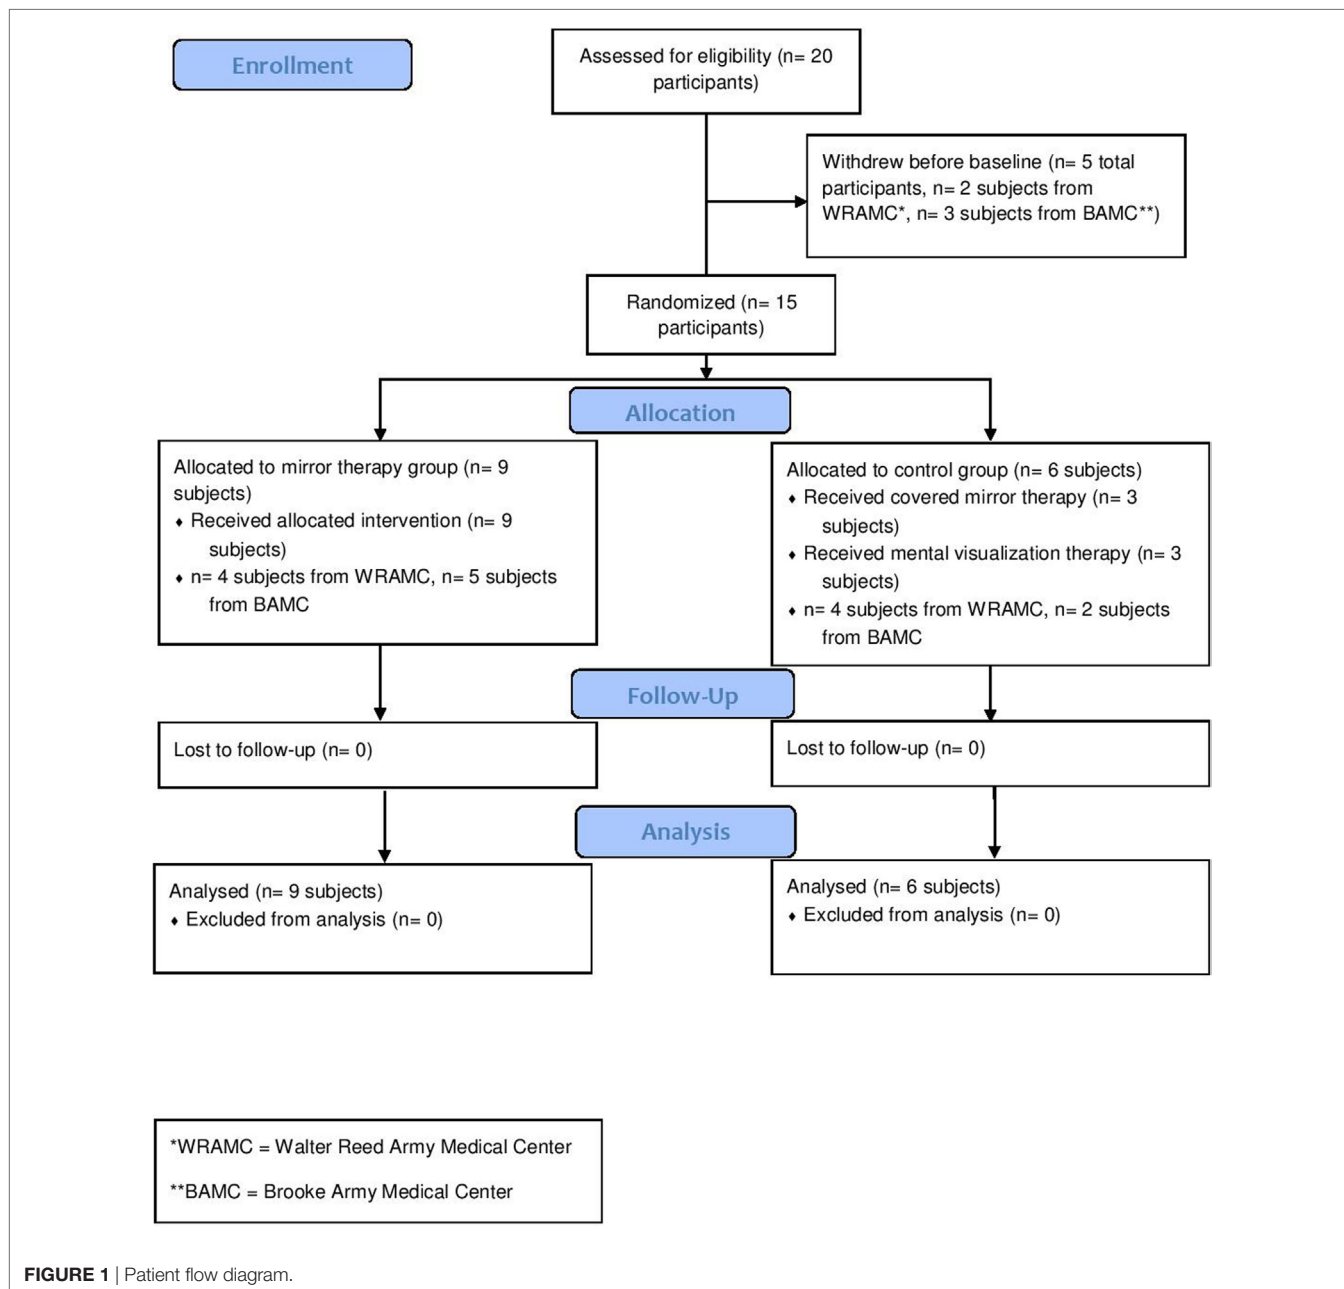 Enrollment
Assessed for eligibility (n= 20
participants)
Withdrew before baseline (n= 5 total
participants, n= 2 subjects from
WRAMC*, n= 3 subjects from BAMC**)
Randomized (n= 15
participants)
Allocation
Allocated to mirror therapy group (n= 9
subjects)
♦ Received allocated intervention (n= 9
subjects)
♦ n= 4 subjects from WRAMC, n= 5 subjects
from BAMC
Allocated to control group (n= 6 subjects)
♦ Received covered mirror therapy (n= 3
subjects)
♦ Received mental visualization therapy (n= 3
subjects)
♦ n= 4 subjects from WRAMC, n= 2 subjects
from BAMC
Follow-Up
Lost to follow-up (n= 0)
Lost to follow-up (n= 0)
Analysis
Analysed (n= 9 subjects)
♦ Excluded from analysis (n= 0)
Analysed (n= 6 subjects)
♦ Excluded from analysis (n= 0)
*WRAMC = Walter Reed Army Medical Center
**BAMC = Brooke Army Medical Center
FIGURE 1 | Patient flow diagram.